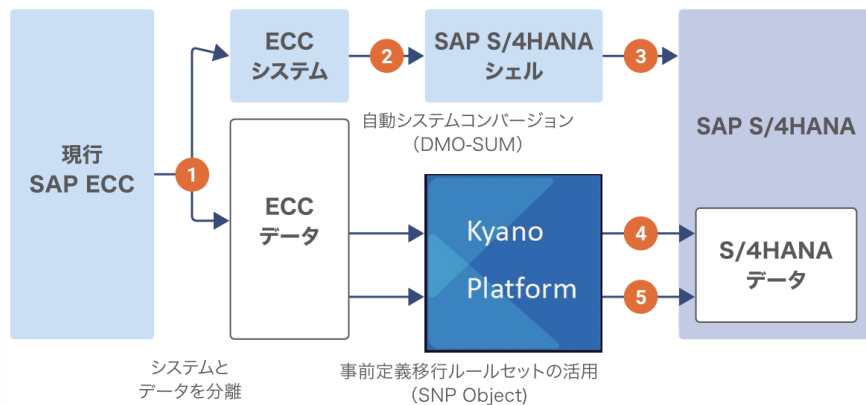 現行
SAP ECC
1
ECC
システム
2
SAP S/4HANA
シェル
3
SAP S/4HANA
自動システムコンバージョン
（DMO-SUM）
ECC
データ
Kyano
Platform
4
5
S/4HANA
データ
システムと
データを分離
事前定義移行ルールセットの活用
（SNP Object)